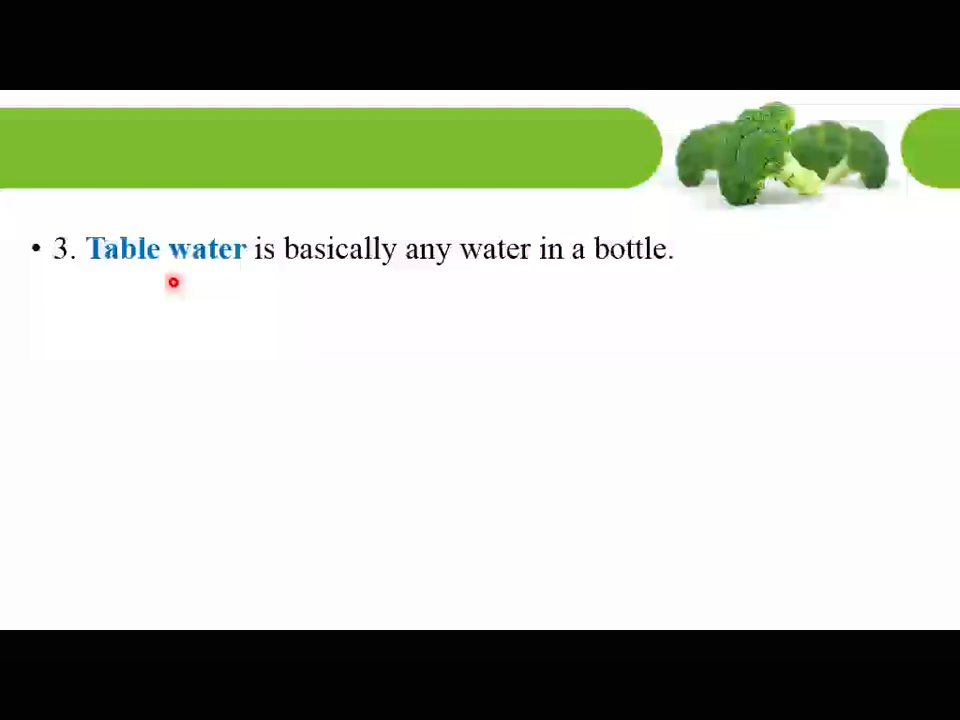 • 3. Table water is basically any water in a bottle.